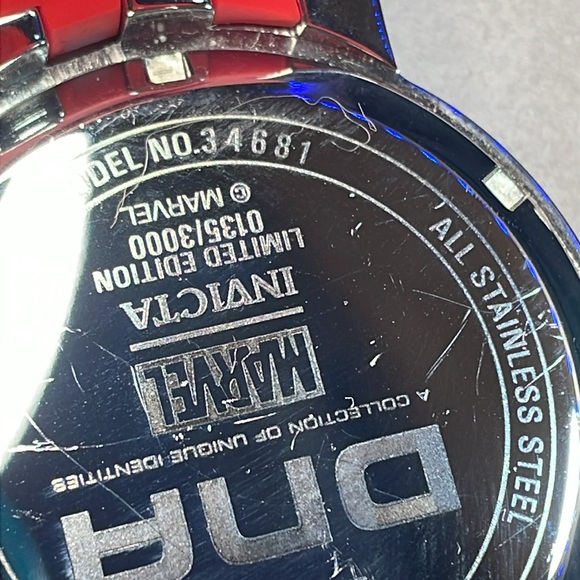 DNA
A COLLECTION OF UNIQUE IDENTITIES
MARVEL
INVICTA
LIMITED EDITION
0135/3000
© MARVEL
MODEL NO.34681
ALL STAINLESS STEEL